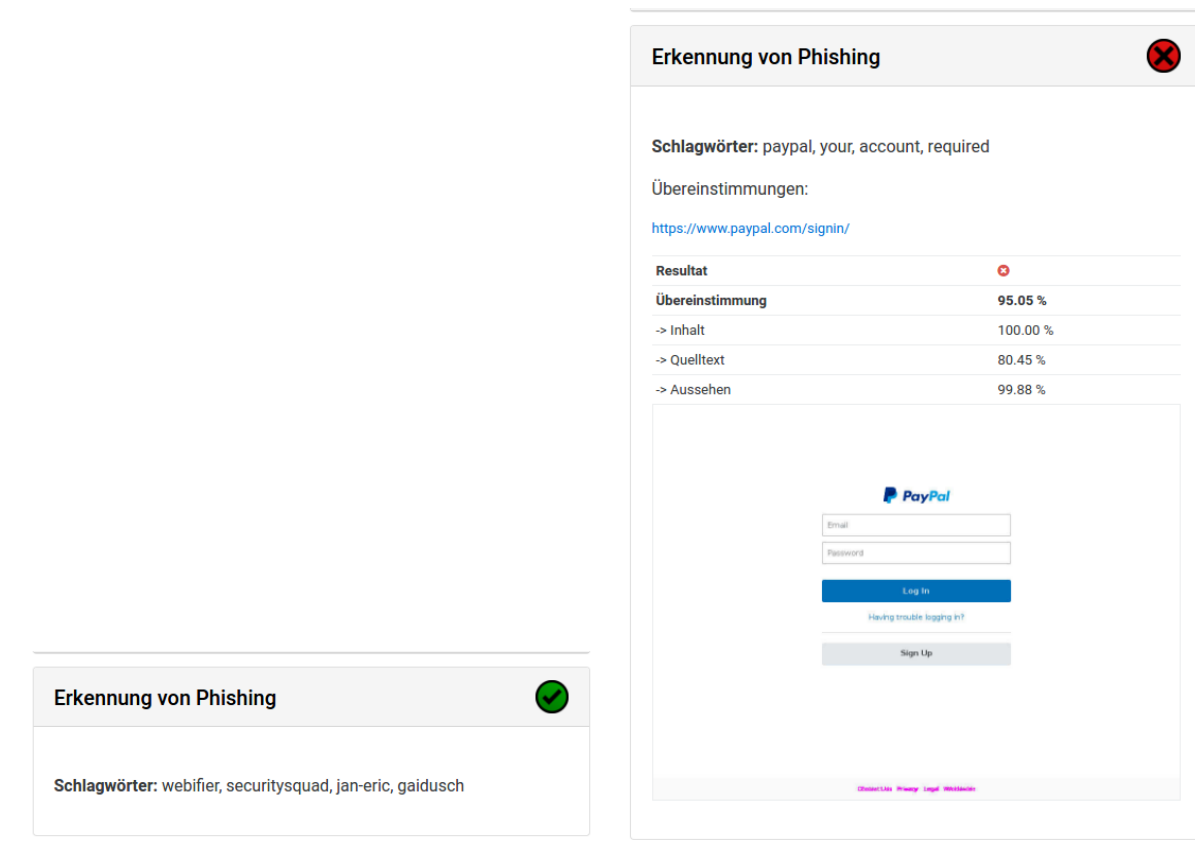 Erkennung von Phishing
Schlagwörter: webifier, securitysquad, jan-eric, gaidusch
Erkennung von Phishing
Schlagwörter: paypal, your, account, required
Übereinstimmungen:
https://www.paypal.com/signin/
Resultat
Übereinstimmung 95.05 %
-> Inhalt 100.00 %
-> Quelltext 80.45 %
-> Aussehen 99.88 %
PayPal
Email
Password
Log In
Having trouble logging in?
Sign Up
Privacy Legal